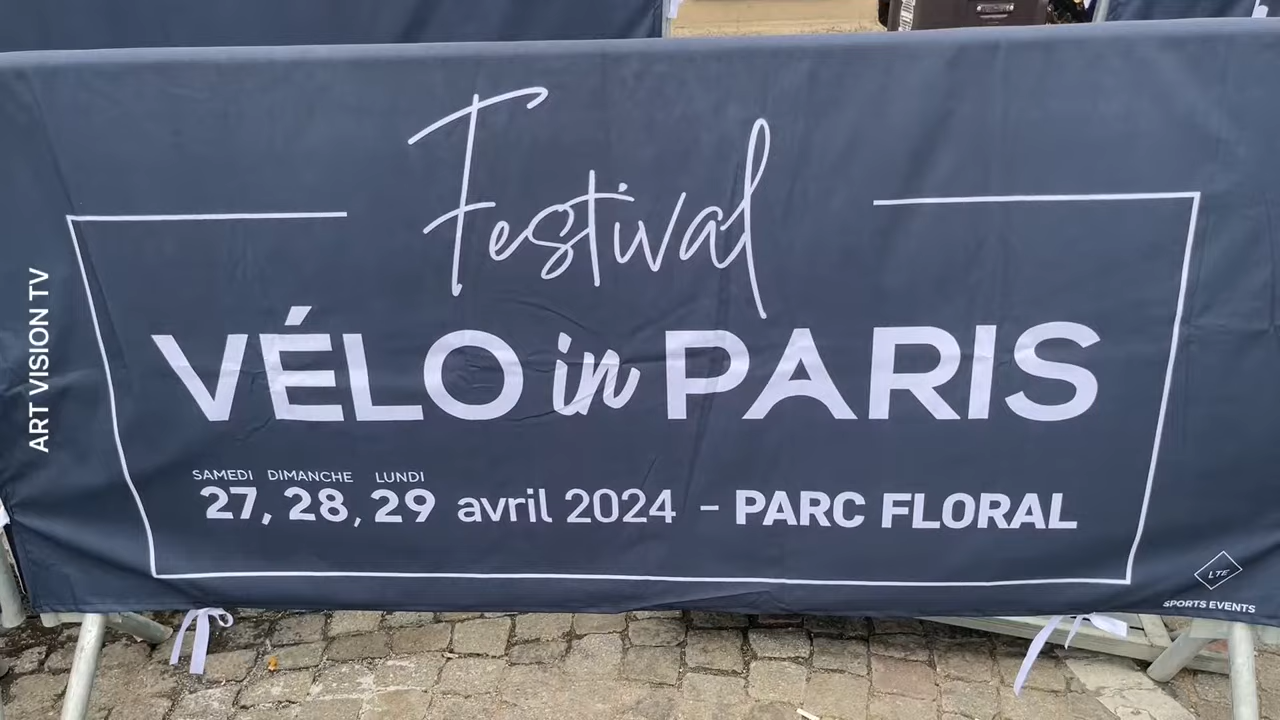 Festival
VÉLO in PARIS
SAMEDI DIMANCHE LUNDI
27, 28, 29 avril 2024 - PARC FLORAL
LTE
SPORTS EVENTS
ART VISION TV